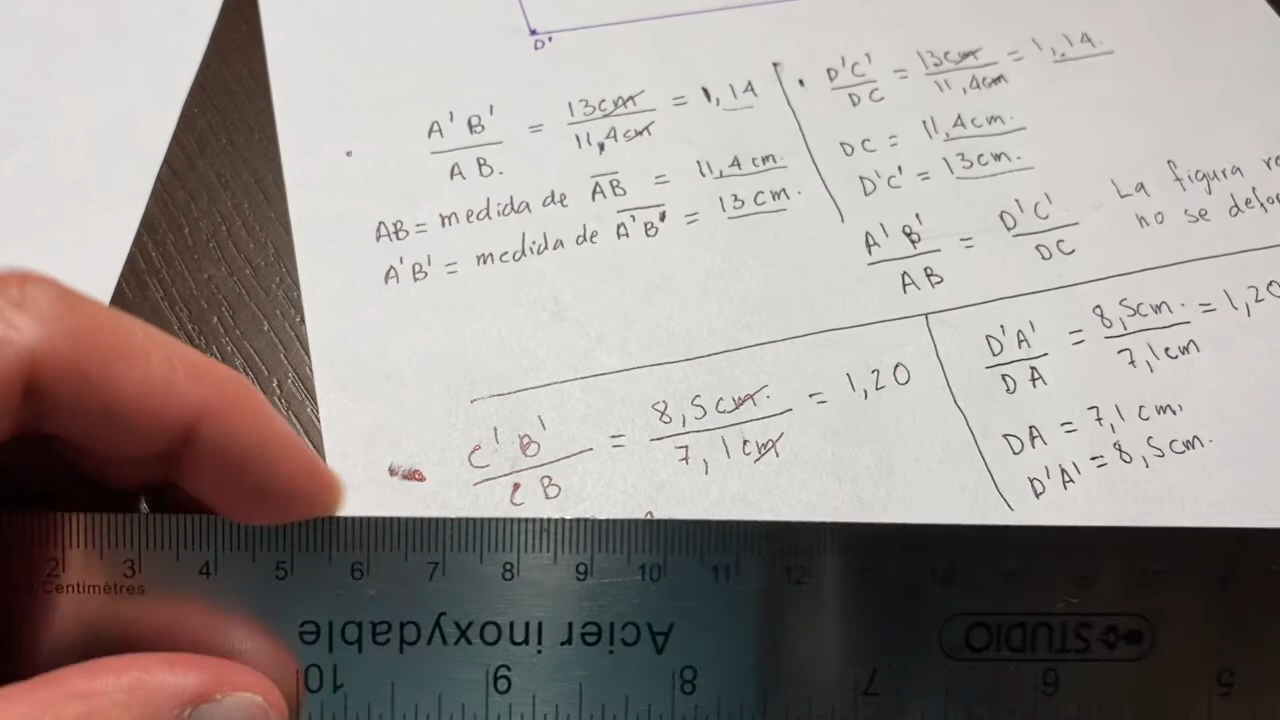 D'
A'B'/AB. = 13cm/11,4cm = 1,14
AB = medida de AB = 11,4 cm.
A'B' = medida de A'B' = 13 cm.
D'C'/DC = 13cm/11,4cm = 1,14.
DC = 11,4cm.
D'C' = 13cm.
A'B'/AB = D'C'/DC
La figura
no se
C'B'/CB = 8,5cm./7,1cm = 1,20
D'A'/DA = 8,5cm./7,1cm = 1,20
DA = 7,1cm.
D'A' = 8,5cm.
2 3 4 5 6 7 8 9 10 11 12
Centimètres
Acier inoxydable
STUDIO
10 9 8 7 6 5